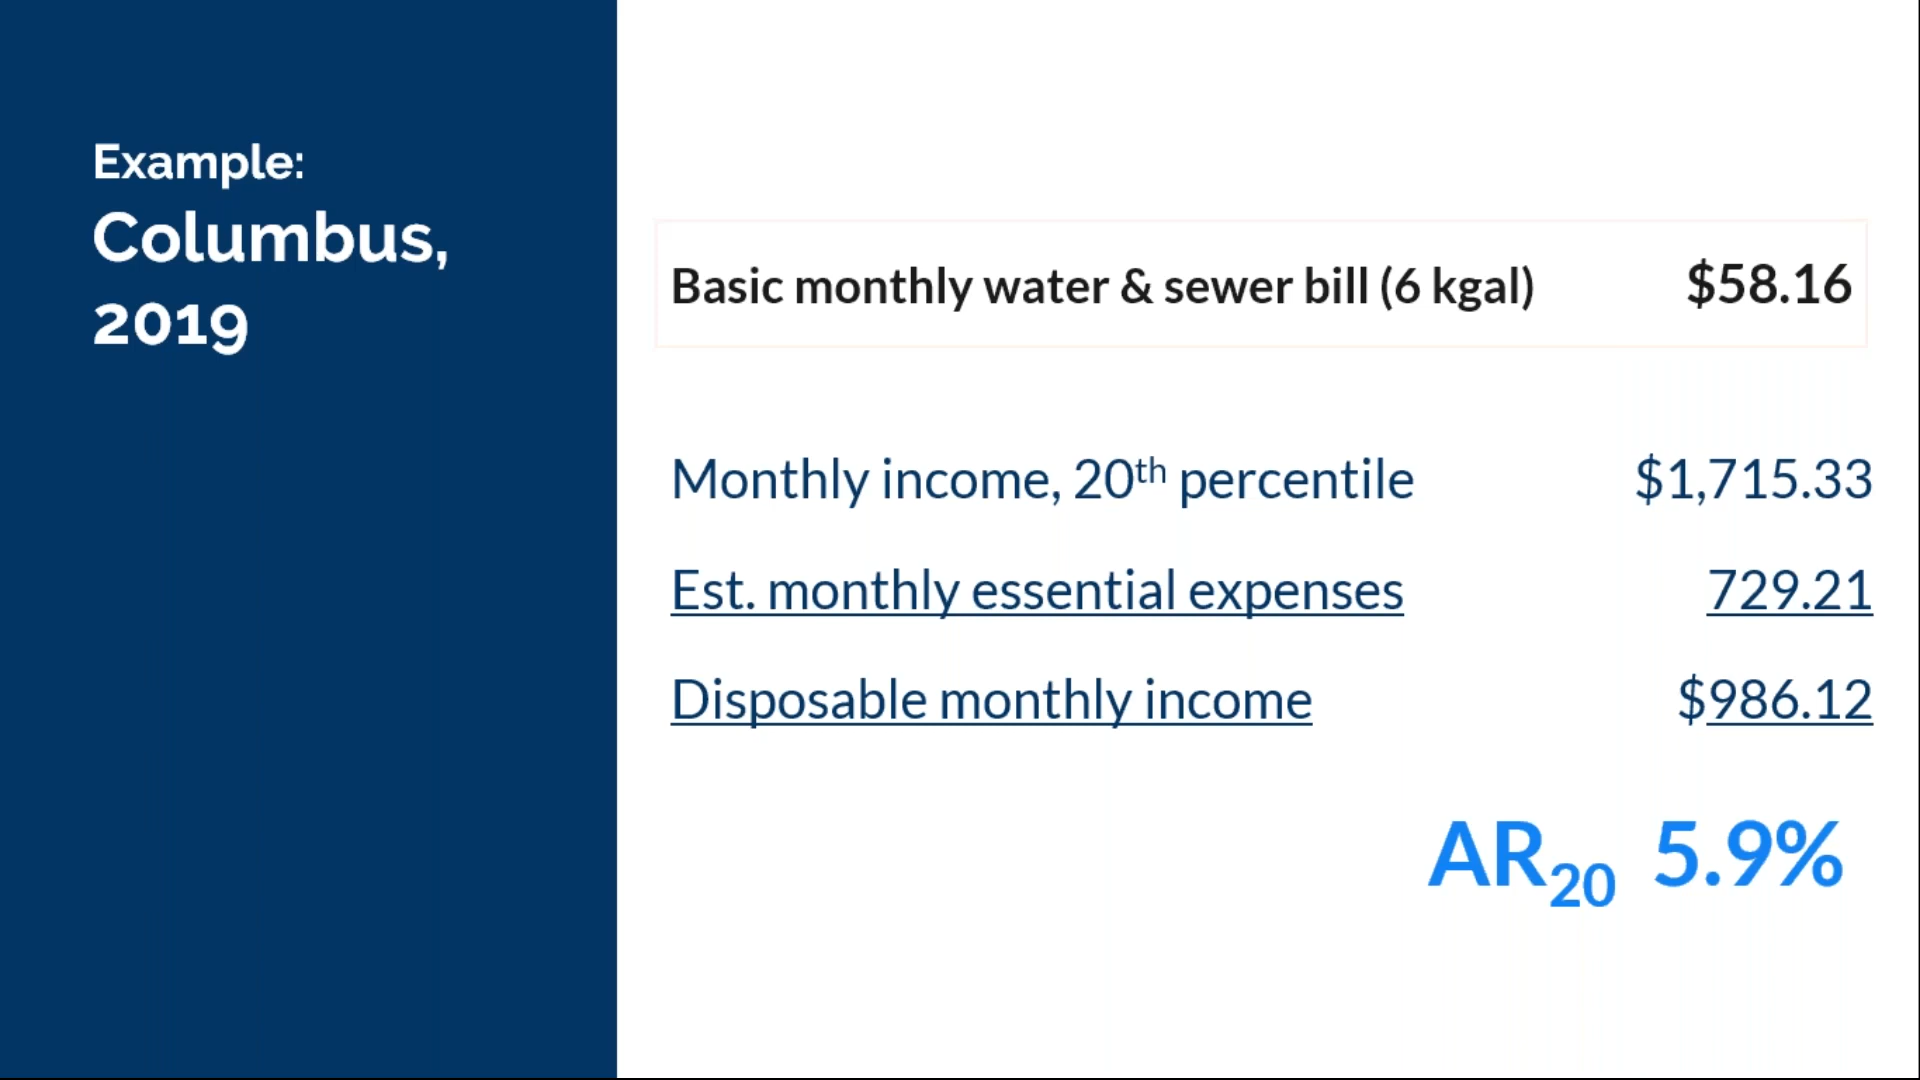 Example:
Columbus,
2019
Basic monthly water & sewer bill (6 kgal) $58.16
Monthly income, 20th percentile $1,715.33
Est. monthly essential expenses 729.21
Disposable monthly income $986.12
AR20 5.9%